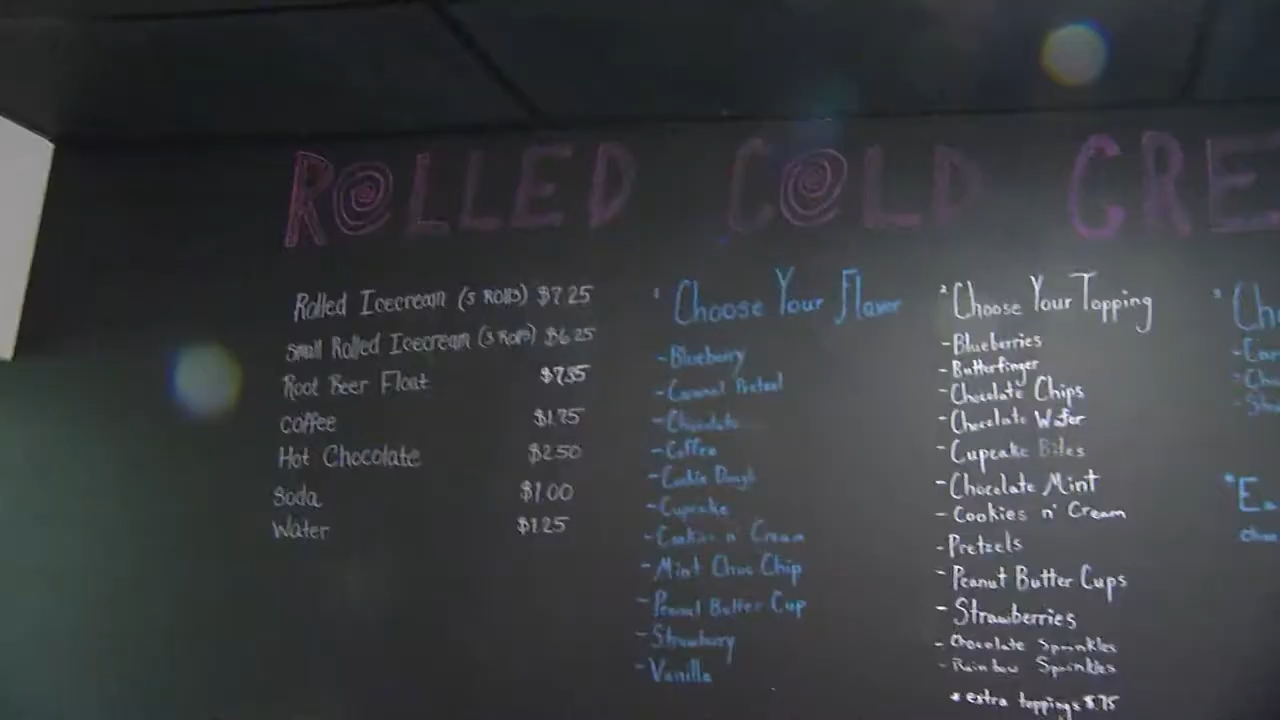 ROLLED COLD CRE
Rolled Icecream (5 Rolls) $7.25
Small Rolled Icecream (3 Rolls) $6.25
Root Beer Float
Coffee $1.75
Hot Chocolate $2.50
Soda $1.00
Water $1.25
1 Choose Your Flavor
-Blueberry
-Caramel Pretzel
-Chocolate
-Coffee
-Cookie Dough
-Cupcake
-Cookies n' Cream
-Mint Choc Chip
-Peanut Butter Cup
-Strawberry
-Vanilla
2 Choose Your Topping
-Blueberries
-Butterfinger
-Chocolate Chips
-Chocolate Wafer
-Cupcake Bites
-Chocolate Mint
-Cookies n' Cream
-Pretzels
-Peanut Butter Cups
-Strawberries
-Chocolate Sprinkles
-Rainbow Sprinkles
*extra toppings $.75
3 Cho